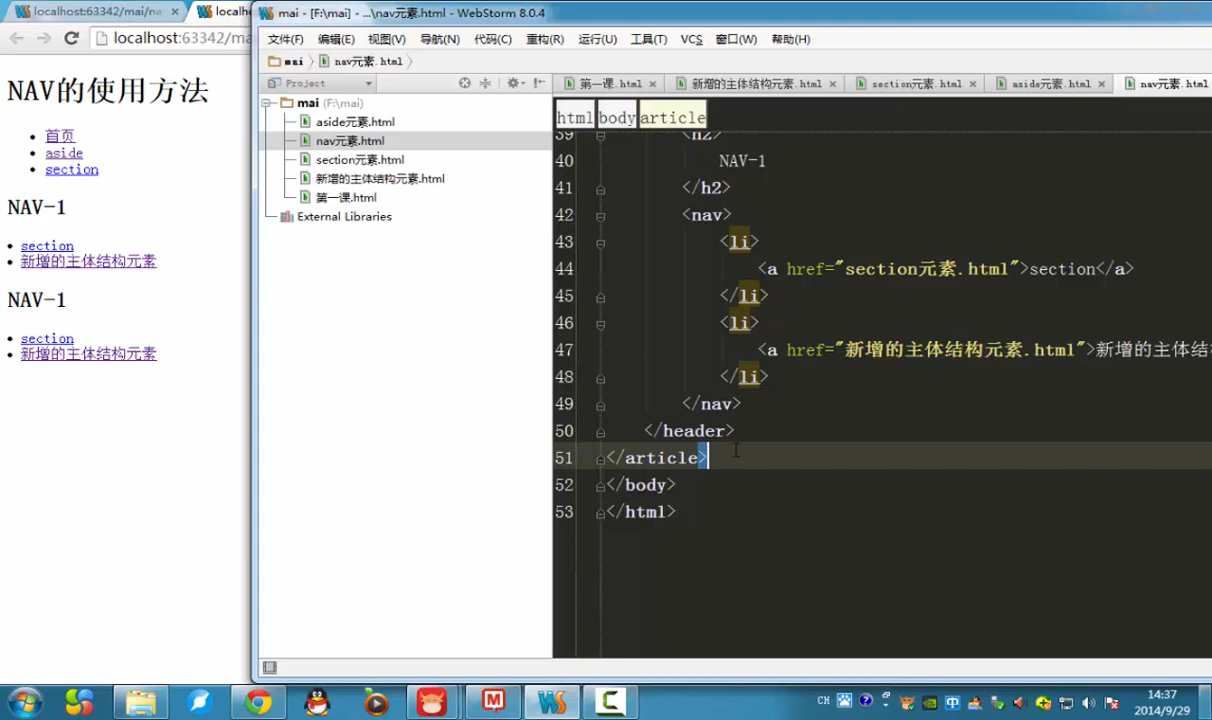 localhost:63342/mai/na
localh
localhost:63342/ma
NAV的使用方法
首页
aside
section
NAV-1
section
新增的主体结构元素
NAV-1
section
新增的主体结构元素
mai - [F:\mai] - ...\nav元素.html - WebStorm 8.0.4
文件(F) 编辑(E) 视图(V) 导航(N) 代码(C) 重构(R) 运行(U) 工具(T) VCS 窗口(W) 帮助(H)
mai nav元素.html
Project
第一课.html 新增的主体结构元素.html section元素.html aside元素.html nav元素.html
mai (F:\mai)
aside元素.html
nav元素.html
section元素.html
新增的主体结构元素.html
第一课.html
External Libraries
html body article
39 <h2>
40 NAV-1
41 </h2>
42 <nav>
43 <li>
44 <a href="section元素.html">section</a>
45 </li>
46 <li>
47 <a href="新增的主体结构元素.html">新增的主体结
48 </li>
49 </nav>
50 </header>
51 </article>
52 </body>
53 </html>
CH
中
14:37
2014/9/29